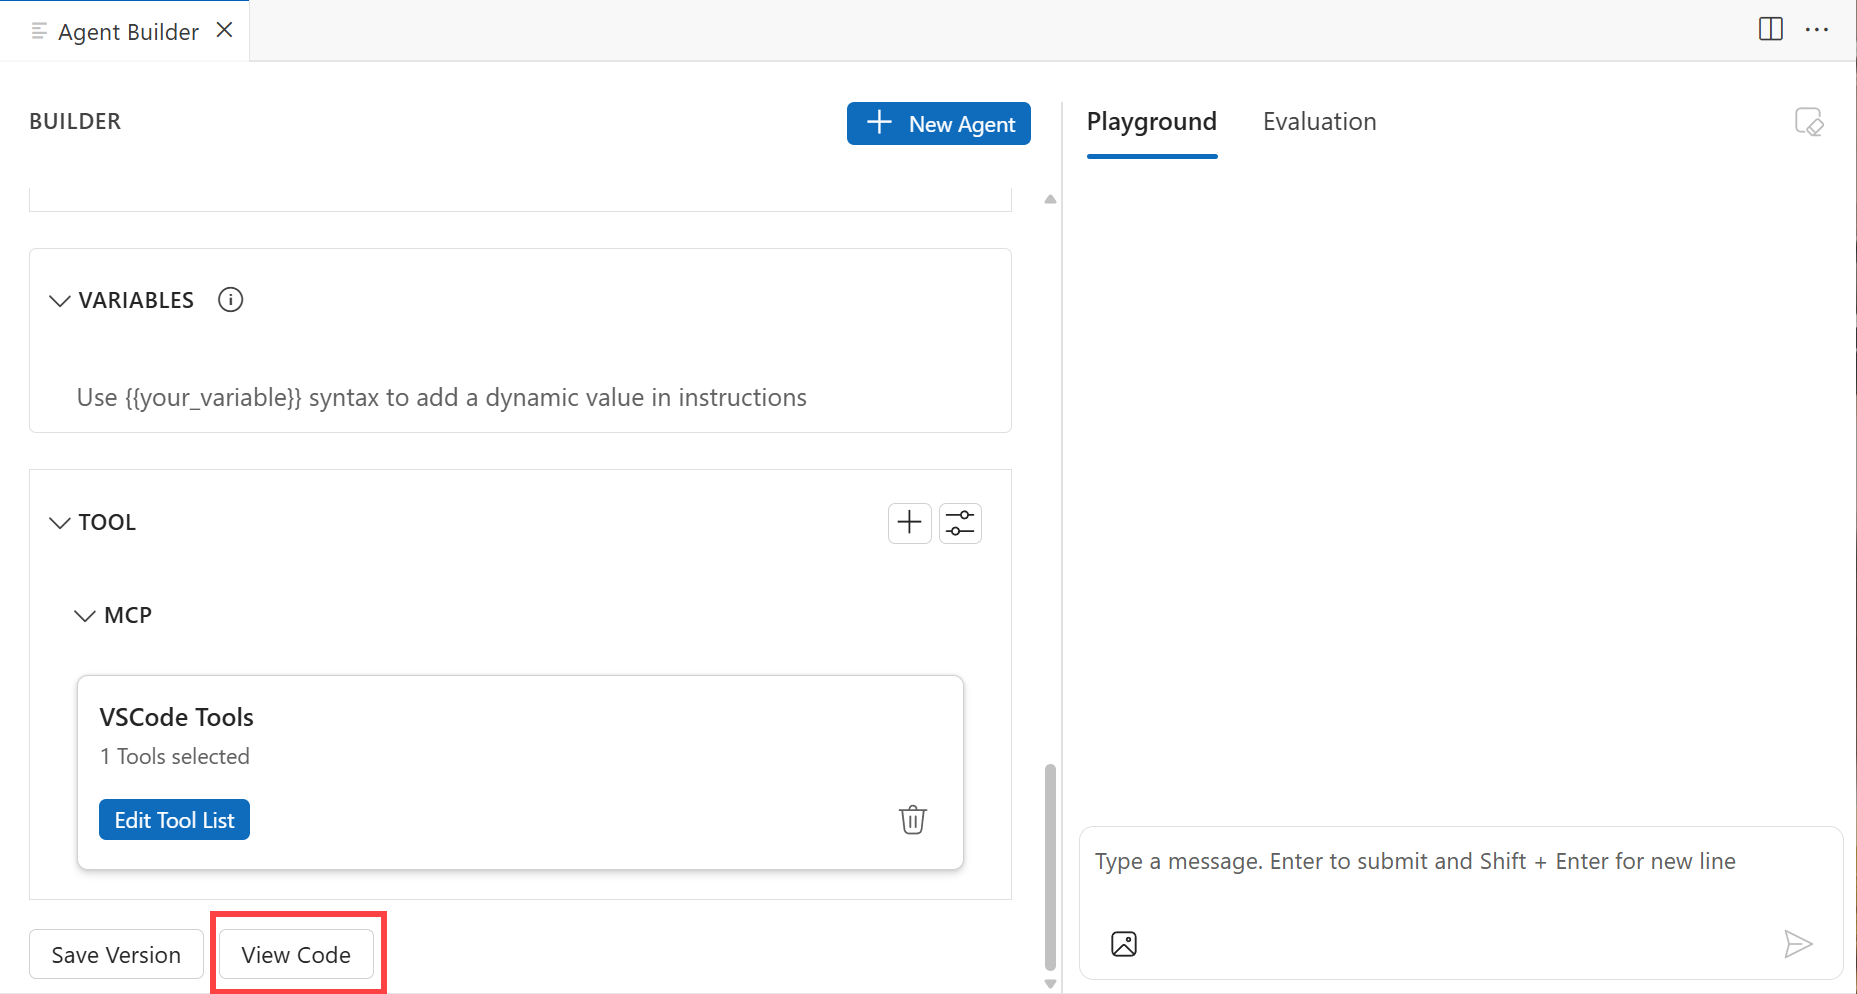 Agent Builder
BUILDER
New Agent
VARIABLES
Use {{your_variable}} syntax to add a dynamic value in instructions
TOOL
MCP
VSCode Tools
1 Tools selected
Edit Tool List
Save Version
View Code
Playground
Evaluation
Type a message. Enter to submit and Shift + Enter for new line